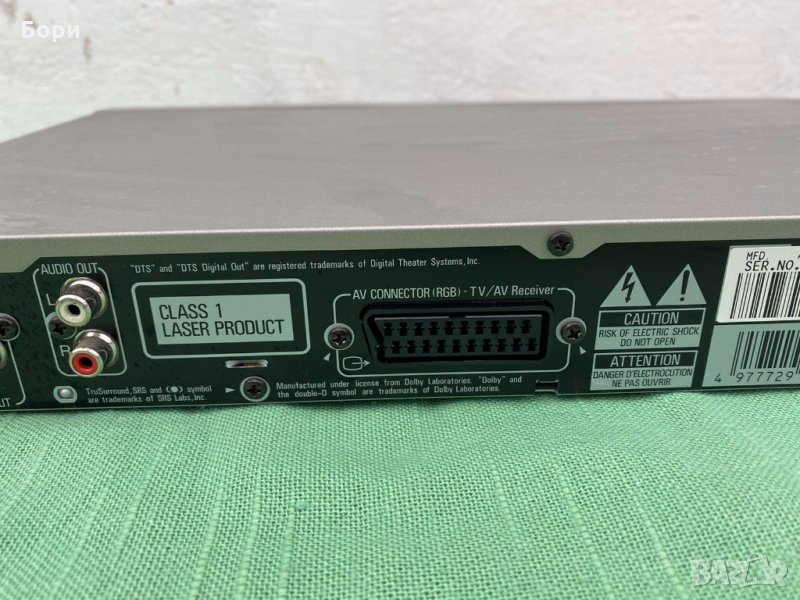 Бори
AUDIO OUT
L
R
"DTS" and "DTS Digital Out" are registered trademarks of Digital Theater Systems, Inc.
CLASS 1
LASER PRODUCT
AV CONNECTOR (RGB) - TV/AV Receiver
TruSurround, SRS and (●) symbol
are trademarks of SRS Labs, Inc.
Manufactured under license from Dolby Laboratories. "Dolby" and
the double-D symbol are trademarks of Dolby Laboratories.
CAUTION
RISK OF ELECTRIC SHOCK
DO NOT OPEN
ATTENTION
DANGER D'ELECTROCUTION
NE PAS OUVRIR
MFD.
SER.NO.
4 977729
UT
BAZAR